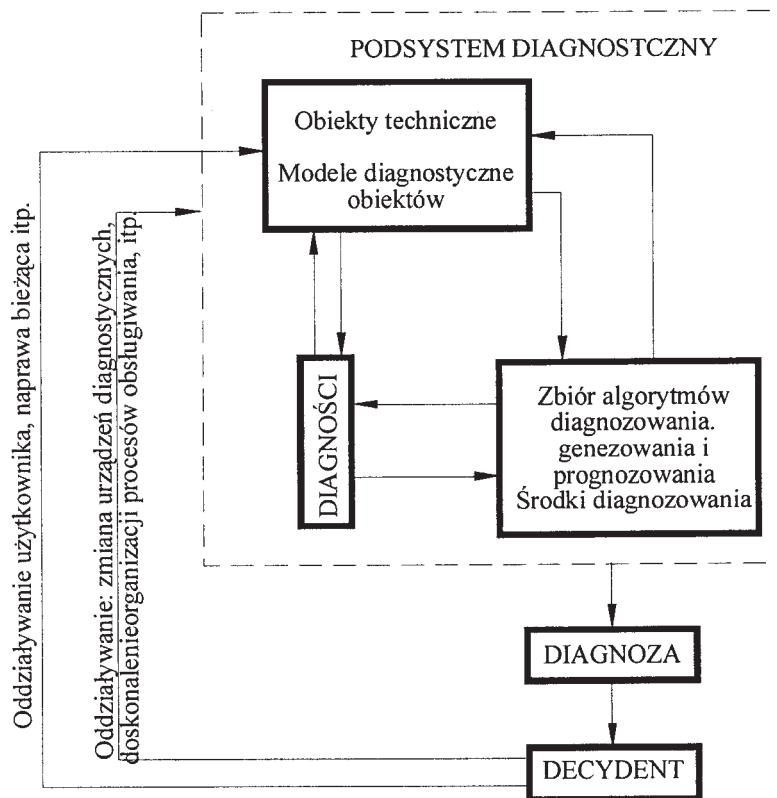 PODSYSTEM DIAGNOSTCZNY
Obiekty techniczne
Modele diagnostyczne
obiektów
DIAGNOŚCI
Zbiór algorytmów
diagnozowania.
genezowania i
prognozowania
Środki diagnozowania
DIAGNOZA
DECYDENT
Oddziaływanie użytkownika, naprawa bieżąca itp.
Oddziaływanie: zmiana urządzeń diagnostycznych,
doskonalenieorganizacji procesów obsługiwania, itp.